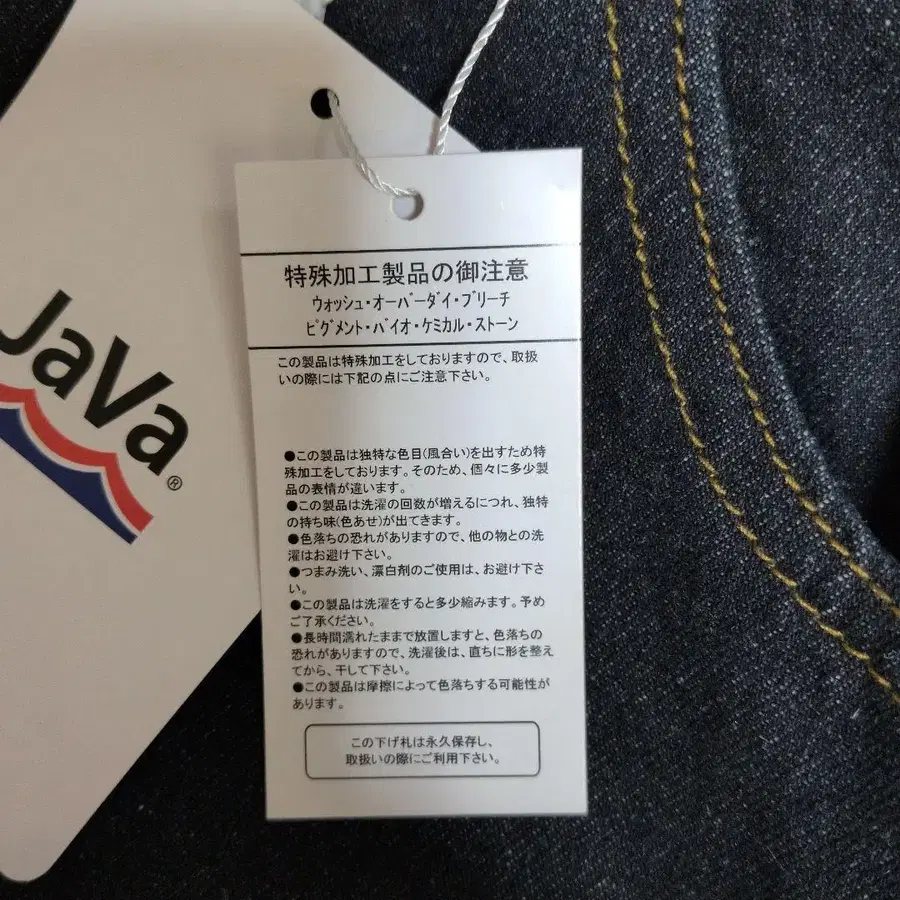 JaVa®
特殊加工製品の御注意
ウォッシュ・オーバーダイ・ブリーチ
ピグメント・バイオ・ケミカル・ストーン
この製品は特殊加工をしておりますので、取扱
いの際には下記の点にご注意下さい。
●この製品は独特な色目(風合い)を出すため特
殊加工をしております。そのため、個々に多少製
品の表情が違います。
●この製品は洗濯の回数が増えるにつれ、独特
の持ち味(色あせ)が出てきます。
●色落ちの恐れがありますので、他の物との洗
濯はお避け下さい。
●つまみ洗い、漂白剤のご使用は、お避け下さ
い。
●この製品は洗濯をすると多少縮みます。予め
ご了承ください。
●長時間濡れたままで放置しますと、色落ちの
恐れがありますので、洗濯後は、直ちに形を整え
てから、干して下さい。
●この製品は摩擦によって色落ちする可能性が
あります。
この下げ札は永久保存し、
取扱いの際にご利用下さい。